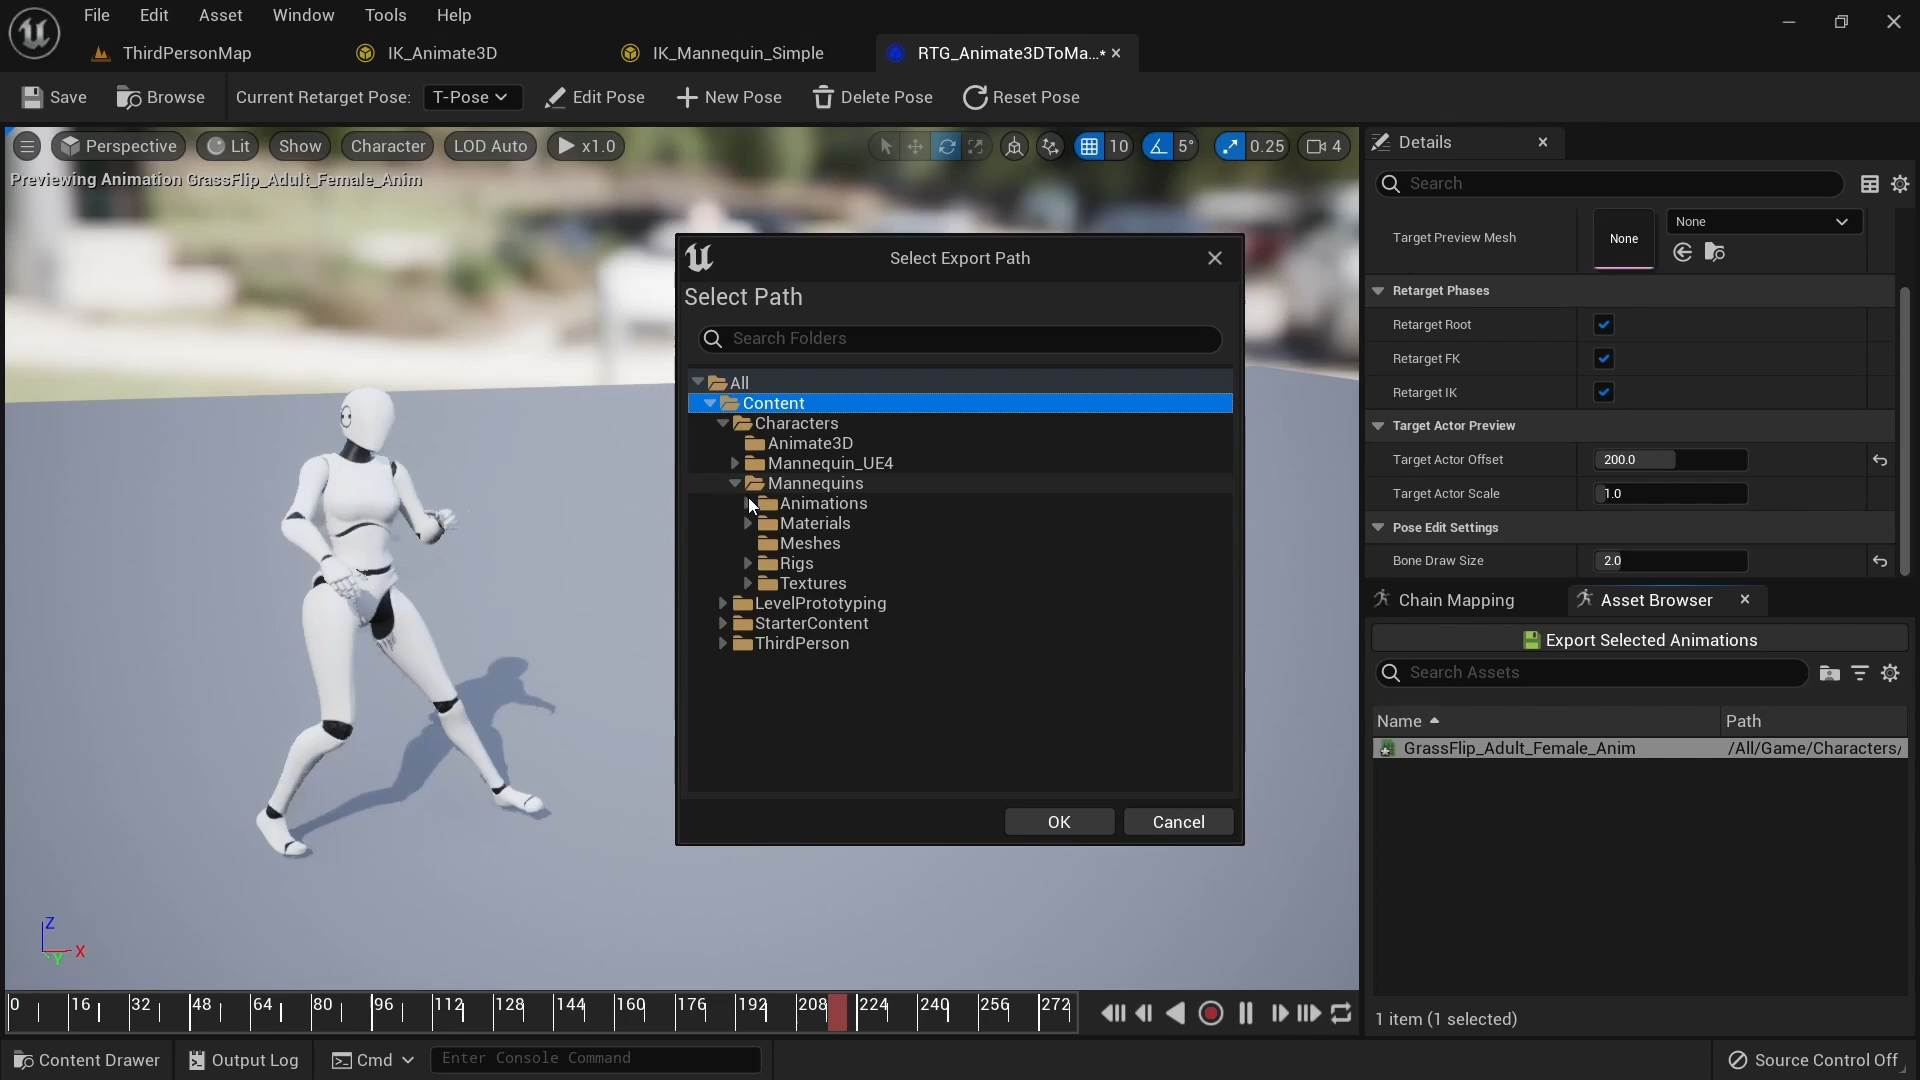 File Edit Asset Window Tools Help
ThirdPersonMap IK_Animate3D IK_Mannequin_Simple RTG_Animate3DToMa...*
Save Browse Current Retarget Pose: T-Pose Edit Pose New Pose Delete Pose Reset Pose
Perspective Lit Show Character LOD Auto x1.0 10 5° 0.25 4
Previewing Animation GrassFlip_Adult_Female_Anim
Select Export Path
Select Path
Search Folders
All
Content
Characters
Animate3D
Mannequin_UE4
Mannequins
Animations
Materials
Meshes
Rigs
Textures
LevelPrototyping
StarterContent
ThirdPerson
OK Cancel
Details
Search
Target Preview Mesh None None
Retarget Phases
Retarget Root
Retarget FK
Retarget IK
Target Actor Preview
Target Actor Offset 200.0
Target Actor Scale 1.0
Pose Edit Settings
Bone Draw Size 2.0
Chain Mapping Asset Browser
Export Selected Animations
Search Assets
Name Path
GrassFlip_Adult_Female_Anim /All/Game/Characters/
1 item (1 selected)
Z
X
Y
0 16 32 48 64 80 96 112 128 144 160 176 192 208 224 240 256 272
Content Drawer Output Log Cmd Enter Console Command Source Control Off